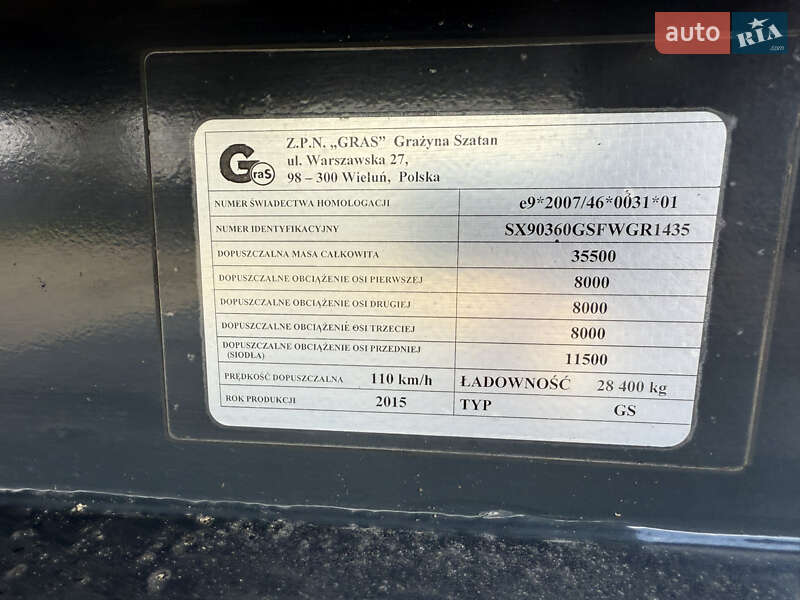 auto RIA.com
Gras
Z.P.N. „GRAS” Grażyna Szatan
ul. Warszawska 27,
98 – 300 Wieluń, Polska
NUMER ŚWIADECTWA HOMOLOGACJI e9*2007/46*0031*01
NUMER IDENTYFIKACYJNY SX90360GSFWGR1435
DOPUSZCZALNA MASA CAŁKOWITA 35500
DOPUSZCZALNE OBCIĄŻENIE OSI PIERWSZEJ 8000
DOPUSZCZALNE OBCIĄŻENIE OSI DRUGIEJ 8000
DOPUSZCZALNE OBCIĄŻENIE OSI TRZECIEJ 8000
DOPUSZCZALNE OBCIĄŻENIE OSI PRZEDNIEJ
(SIODŁA) 11500
PRĘDKOŚĆ DOPUSZCZALNA 110 km/h ŁADOWNOŚĆ 28 400 kg
ROK PRODUKCJI 2015 TYP GS